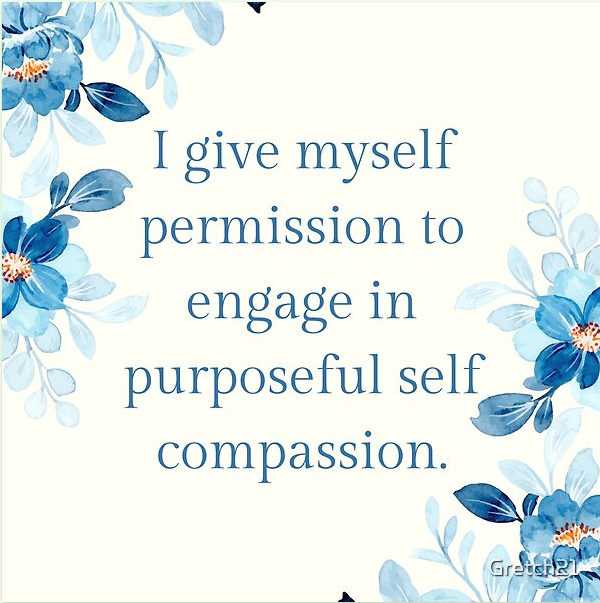 I give myself
permission to
engage in
purposeful self
compassion.
Gretch21